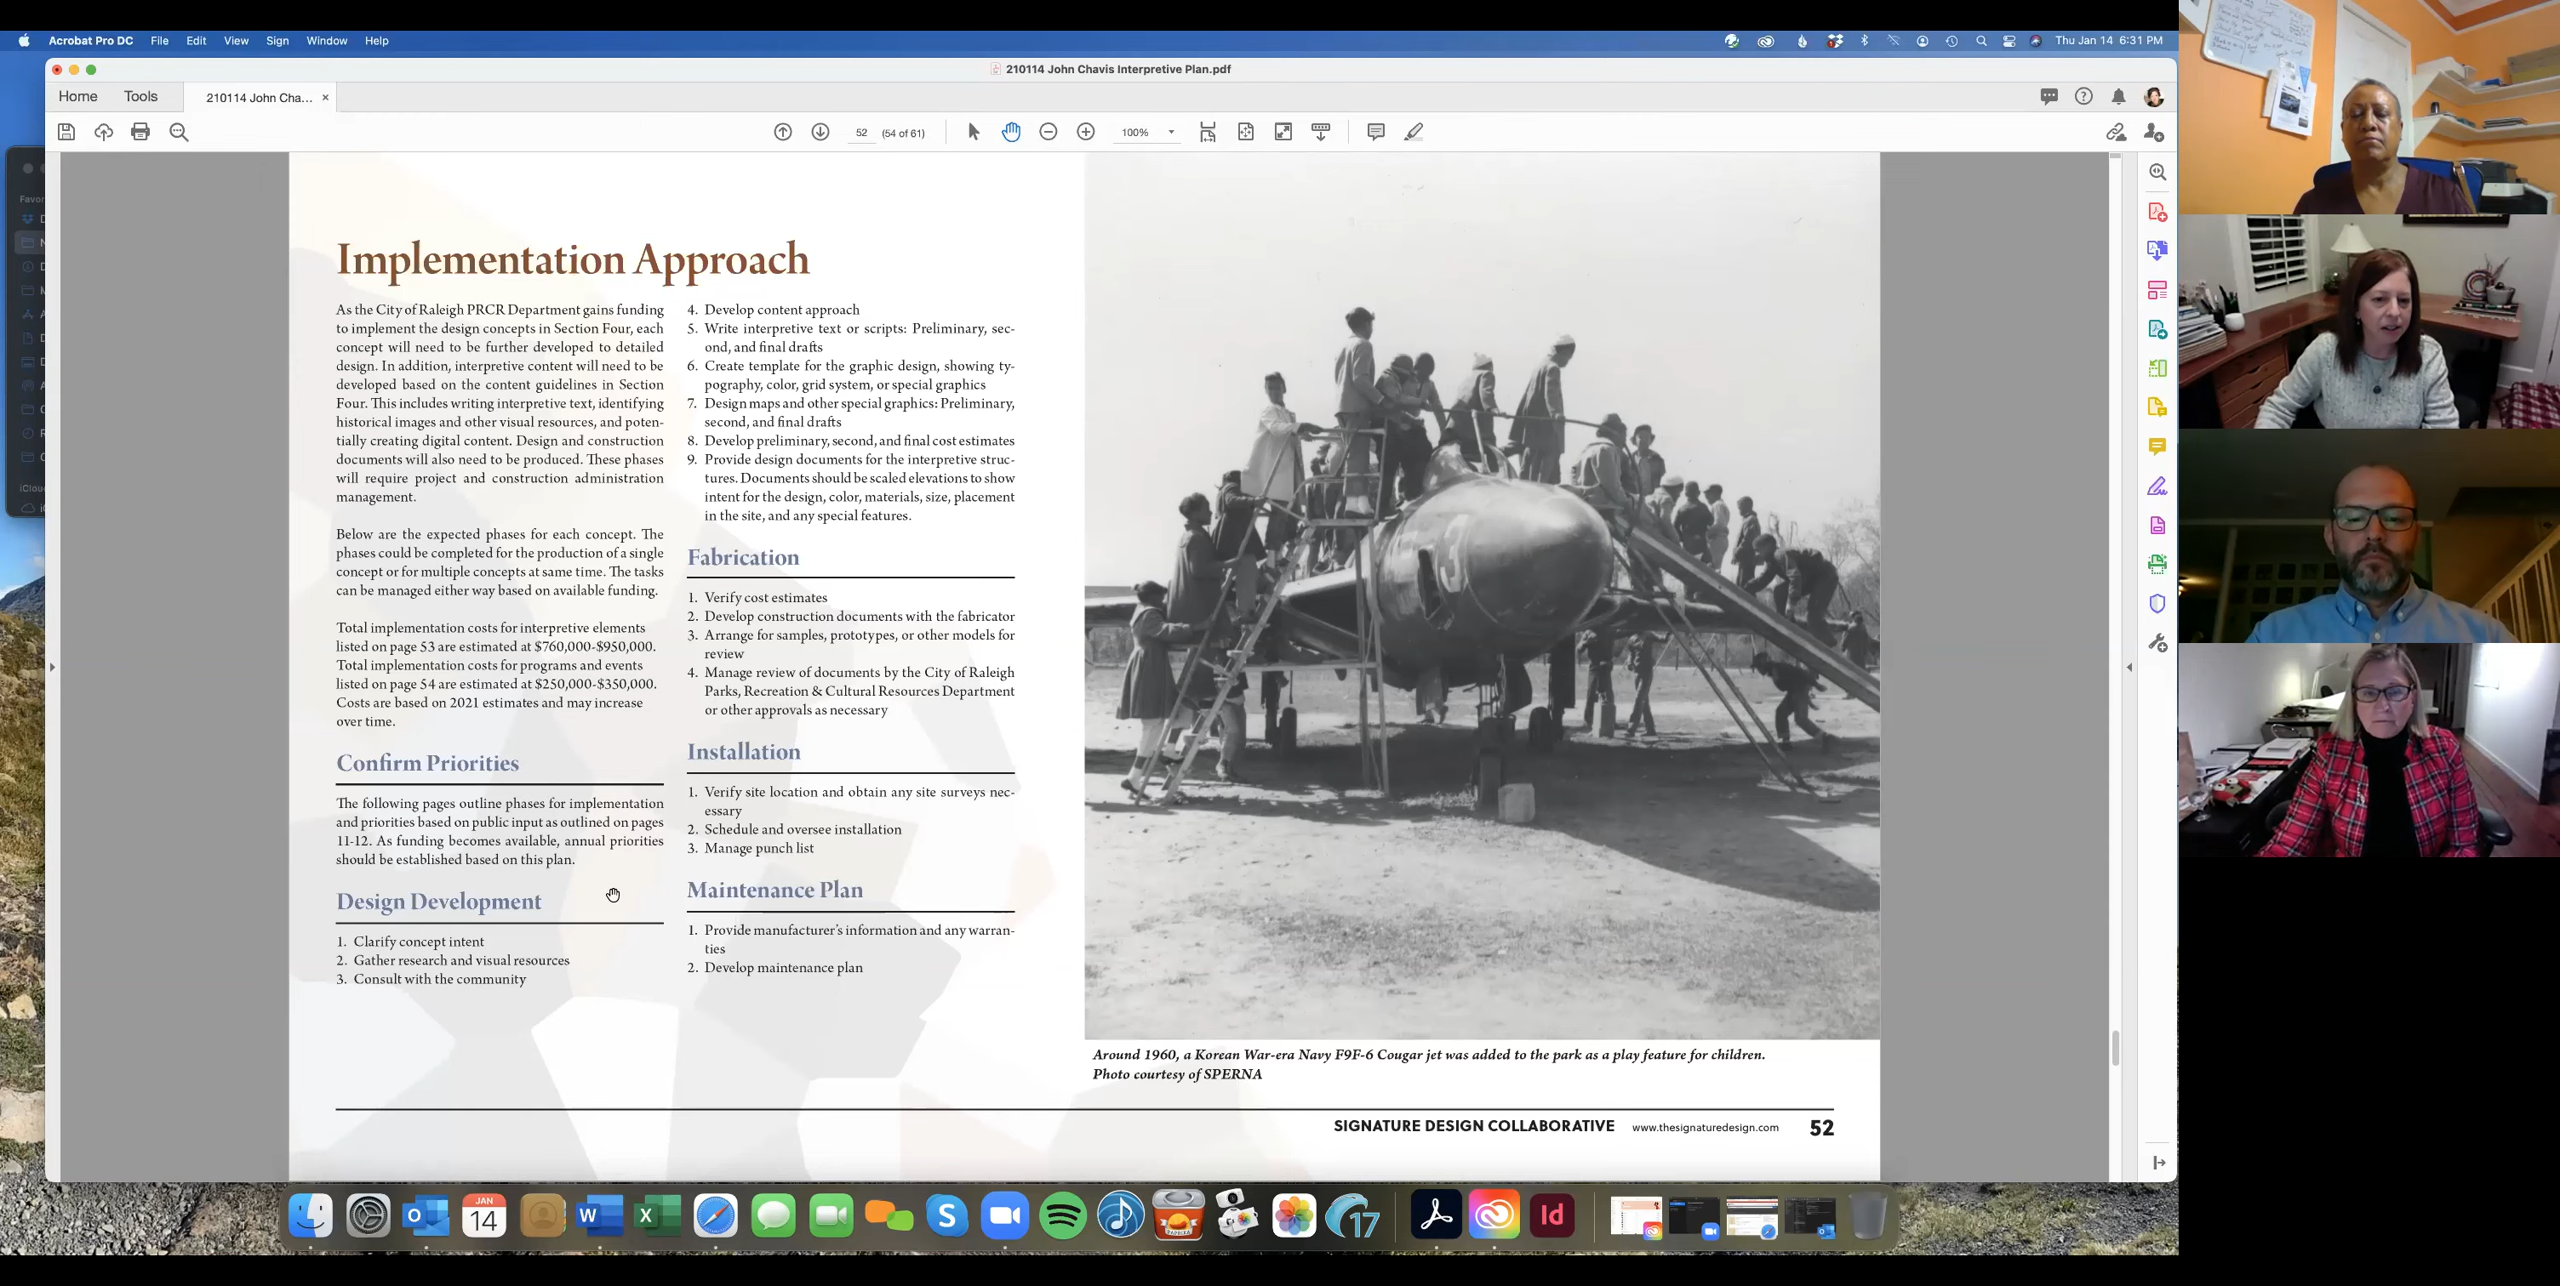 Acrobat Pro DC File Edit View Sign Window Help
Thu Jan 14 6:31 PM
210114 John Chavis Interpretive Plan.pdf
Home Tools 210114 John Cha... ×
52 (54 of 61) 100%
Favor
iClou
Implementation Approach
As the City of Raleigh PRCR Department gains funding
to implement the design concepts in Section Four, each
concept will need to be further developed to detailed
design. In addition, interpretive content will need to be
developed based on the content guidelines in Section
Four. This includes writing interpretive text, identifying
historical images and other visual resources, and poten-
tially creating digital content. Design and construction
documents will also need to be produced. These phases
will require project and construction administration
management.
Below are the expected phases for each concept. The
phases could be completed for the production of a single
concept or for multiple concepts at same time. The tasks
can be managed either way based on available funding.
Total implementation costs for interpretive elements
listed on page 53 are estimated at $760,000-$950,000.
Total implementation costs for programs and events
listed on page 54 are estimated at $250,000-$350,000.
Costs are based on 2021 estimates and may increase
over time.
Confirm Priorities
The following pages outline phases for implementation
and priorities based on public input as outlined on pages
11-12. As funding becomes available, annual priorities
should be established based on this plan.
Design Development
1. Clarify concept intent
2. Gather research and visual resources
3. Consult with the community
4. Develop content approach
5. Write interpretive text or scripts: Preliminary, sec-
ond, and final drafts
6. Create template for the graphic design, showing ty-
pography, color, grid system, or special graphics
7. Design maps and other special graphics: Preliminary,
second, and final drafts
8. Develop preliminary, second, and final cost estimates
9. Provide design documents for the interpretive struc-
tures. Documents should be scaled elevations to show
intent for the design, color, materials, size, placement
in the site, and any special features.
Fabrication
1. Verify cost estimates
2. Develop construction documents with the fabricator
3. Arrange for samples, prototypes, or other models for
review
4. Manage review of documents by the City of Raleigh
Parks, Recreation & Cultural Resources Department
or other approvals as necessary
Installation
1. Verify site location and obtain any site surveys nec-
essary
2. Schedule and oversee installation
3. Manage punch list
Maintenance Plan
1. Provide manufacturer's information and any warran-
ties
2. Develop maintenance plan
Around 1960, a Korean War-era Navy F9F-6 Cougar jet was added to the park as a play feature for children.
Photo courtesy of SPERNA
SIGNATURE DESIGN COLLABORATIVE www.thesignaturedesign.com 52
JAN
14
W
X
S
17
Id